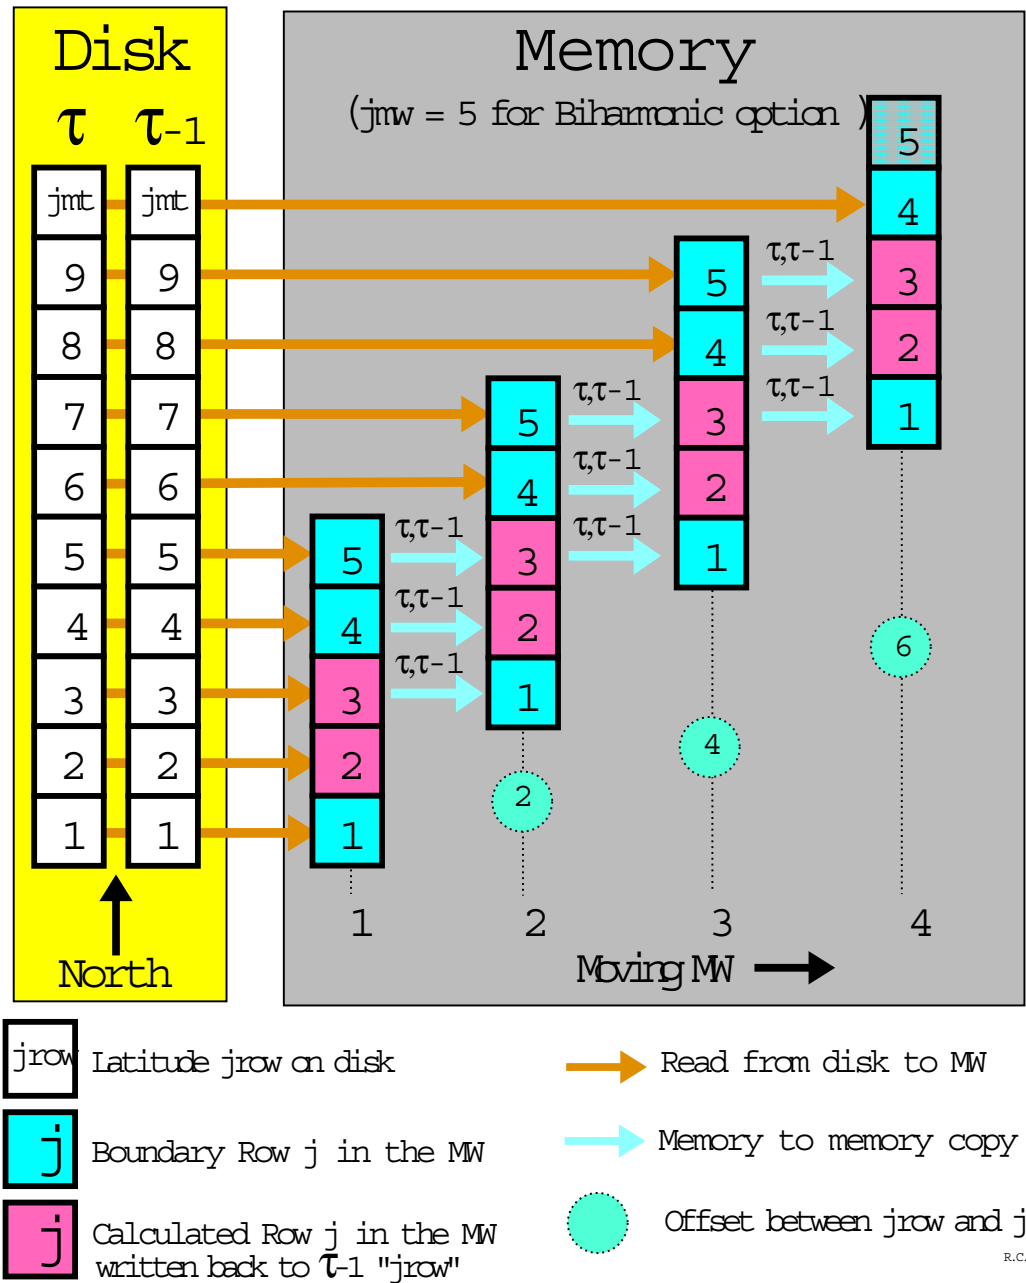 Disk
Memory
τ τ-1
(jmw = 5 for Biharmonic option )
jmt jmt
9 9
8 8
7 7
6 6
5 5
4 4
3 3
2 2
1 1
5
4
3
2
1
τ,τ-1
τ,τ-1
τ,τ-1
5
4
3
2
1
τ,τ-1
τ,τ-1
τ,τ-1
5
4
3
2
1
τ,τ-1
τ,τ-1
τ,τ-1
5
4
3
2
1
2
4
6
1 2 3 4
North
Moving MW
jrow Latitude jrow on disk
Read from disk to MW
j Boundary Row j in the MW
Memory to memory copy
j Calculated Row j in the MW
written back to τ-1 "jrow"
Offset between jrow and j
R.C.